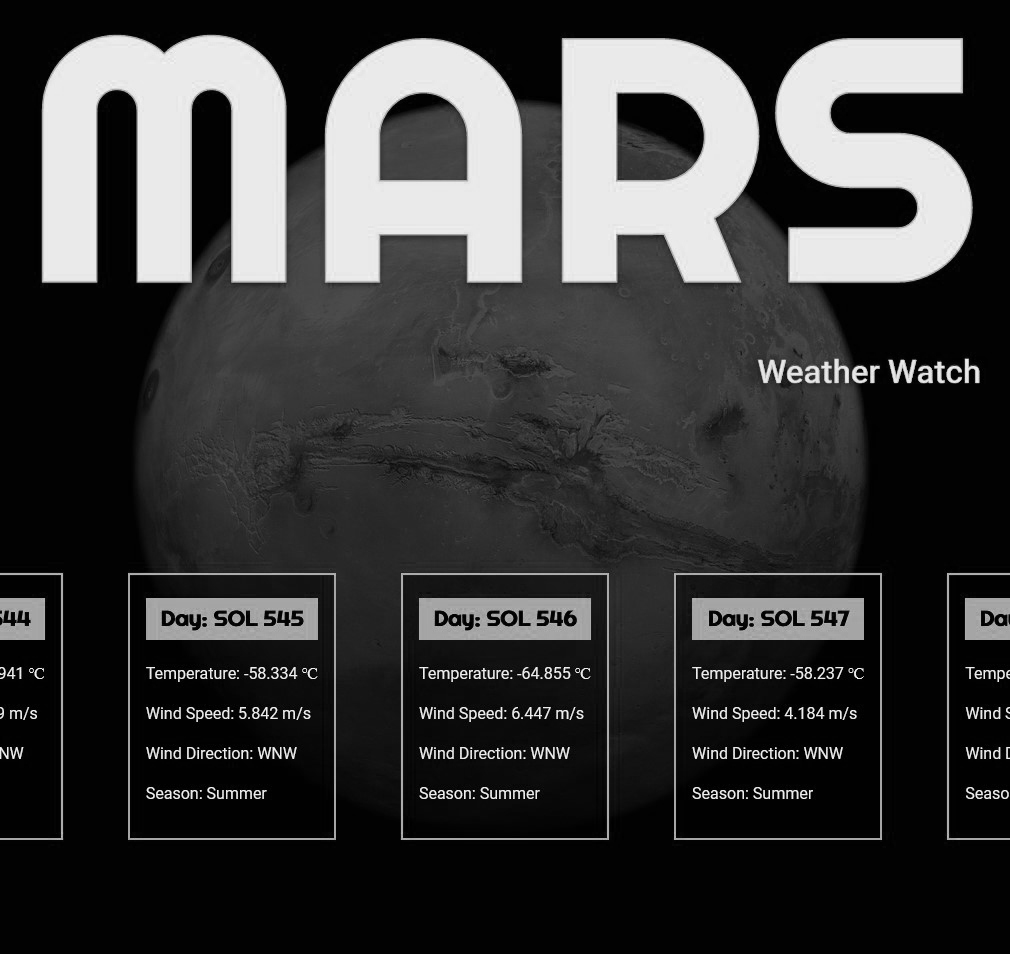 MARS
Weather Watch
544
941 °C
9 m/s
NW
Day: SOL 545
Temperature: -58.334 °C
Wind Speed: 5.842 m/s
Wind Direction: WNW
Season: Summer
Day: SOL 546
Temperature: -64.855 °C
Wind Speed: 6.447 m/s
Wind Direction: WNW
Season: Summer
Day: SOL 547
Temperature: -58.237 °C
Wind Speed: 4.184 m/s
Wind Direction: WNW
Season: Summer
Da
Tempe
Wind S
Wind D
Seaso